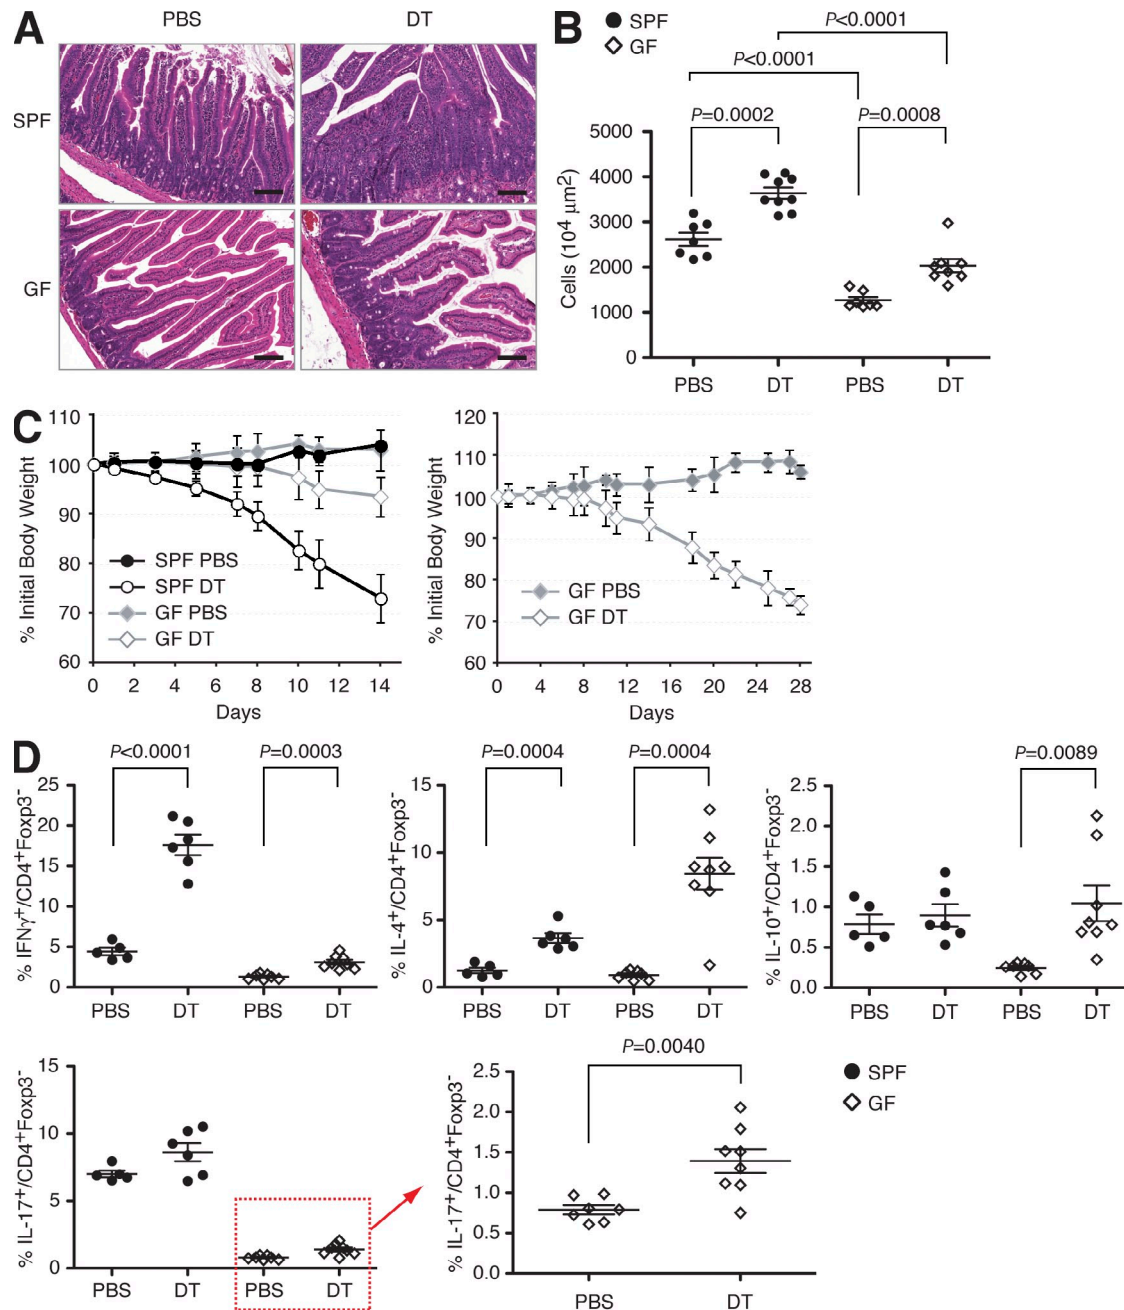 A
PBS
DT
SPF
GF
B
SPF
GF
P<0.0001
P<0.0001
P=0.0002
P=0.0008
Cells (10⁴ µm²)
5000
4000
3000
2000
1000
0
PBS
DT
PBS
DT
C
% Initial Body Weight
110
100
90
80
70
60
SPF PBS
SPF DT
GF PBS
GF DT
0 2 4 6 8 10 12 14
Days
% Initial Body Weight
120
110
100
90
80
70
60
GF PBS
GF DT
0 4 8 12 16 20 24 28
Days
D
P<0.0001
P=0.0003
% IFNγ⁺/CD4⁺Foxp3⁻
25
20
15
10
5
0
PBS DT PBS DT
P=0.0004
P=0.0004
% IL-4⁺/CD4⁺Foxp3⁻
15
10
5
0
PBS DT PBS DT
P=0.0089
% IL-10⁺/CD4⁺Foxp3⁻
2.5
2.0
1.5
1.0
0.5
0.0
PBS DT PBS DT
% IL-17⁺/CD4⁺Foxp3⁻
15
10
5
0
PBS DT PBS DT
P=0.0040
% IL-17⁺/CD4⁺Foxp3⁻
2.5
2.0
1.5
1.0
0.5
0.0
PBS DT
SPF
GF